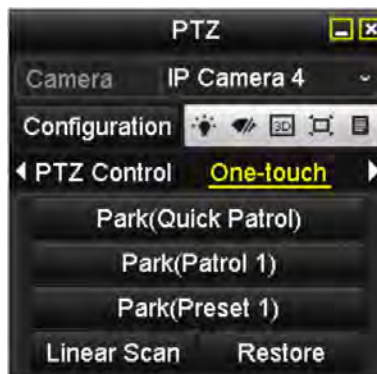 PTZ
Camera IP Camera 4
Configuration 3D
PTZ Control One-touch
Park(Quick Patrol)
Park(Patrol 1)
Park(Preset 1)
Linear Scan Restore